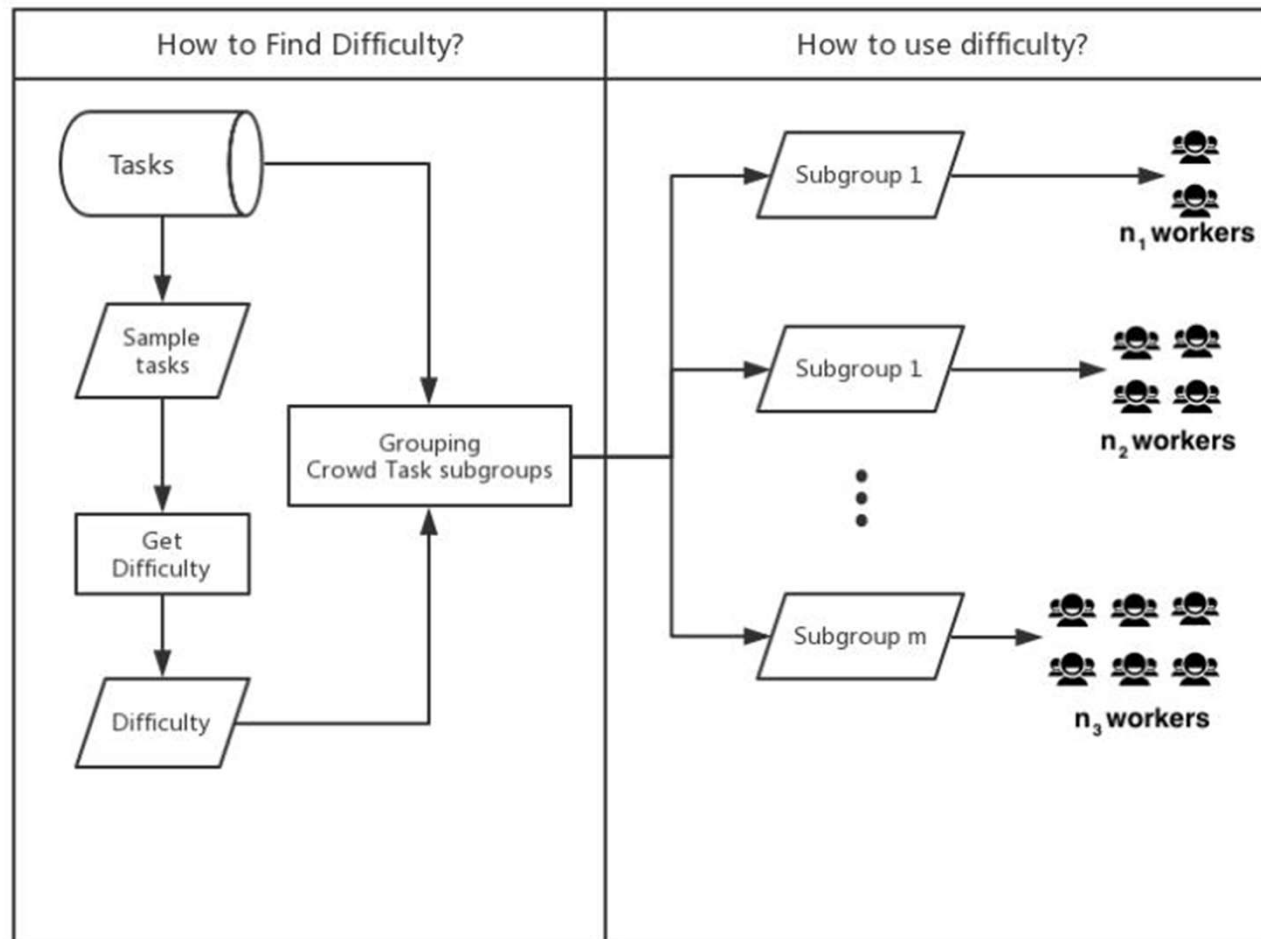 How to Find Difficulty?
How to use difficulty?
Tasks
Sample
tasks
Get
Difficulty
Difficulty
Grouping
Crowd Task subgroups
Subgroup 1
n₁ workers
Subgroup 1
n₂ workers
Subgroup m
n₃ workers